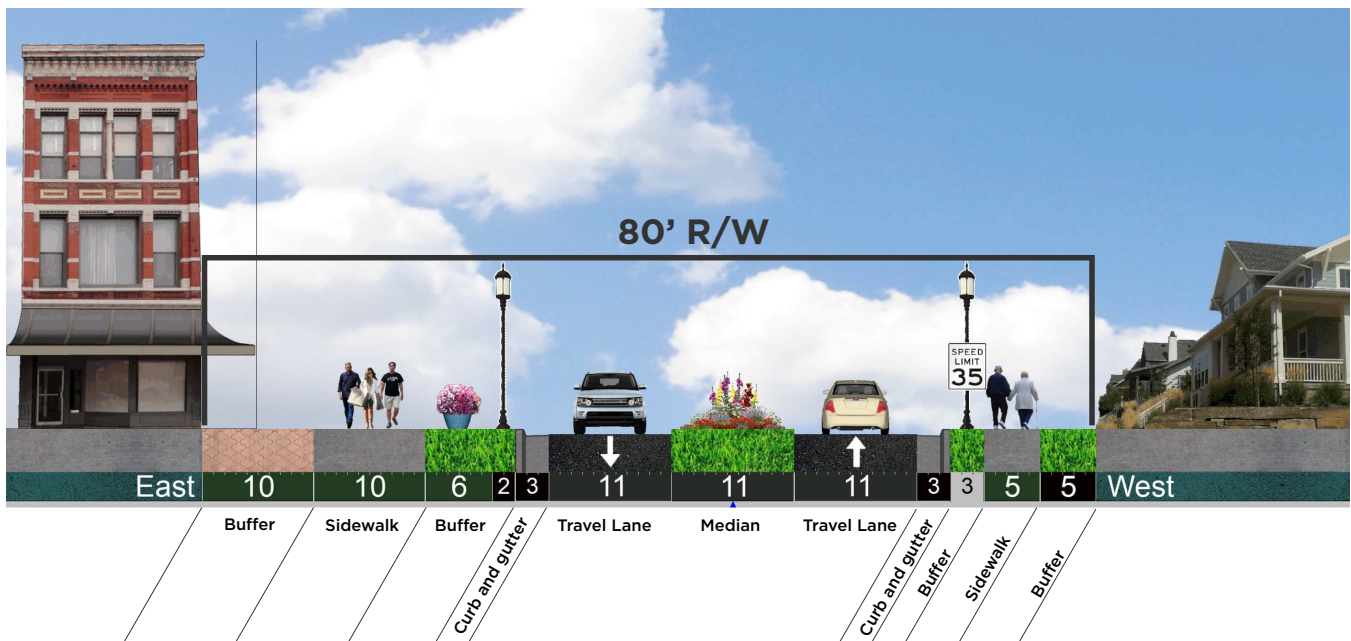 80’ R/W
SPEED
LIMIT
35
East 10 10 6 2 3 11 11 11 3 3 5 5 West
Buffer Sidewalk Buffer Curb and gutter Travel Lane Median Travel Lane Curb and gutter Buffer Sidewalk Buffer